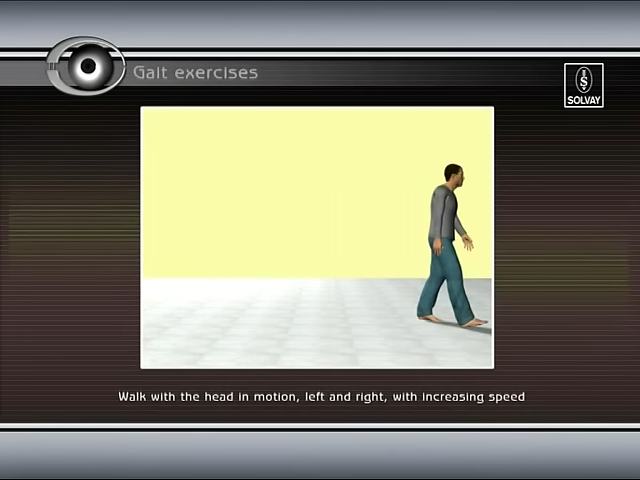 Gait exercises
S
SOLVAY
Walk with the head in motion, left and right, with increasing speed